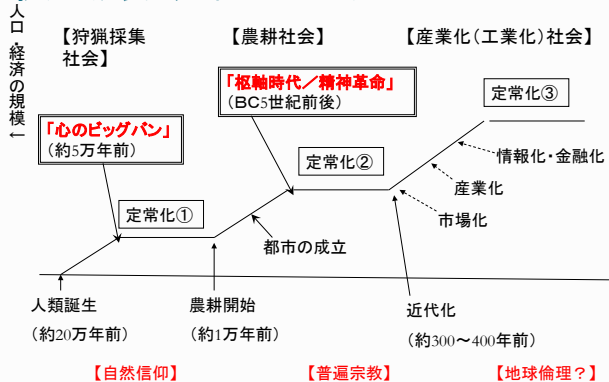 人口・経済の規模←
【狩猟採集
社会】
【農耕社会】
【産業化(工業化)社会】
「心のビッグバン」
(約5万年前)
「枢軸時代/精神革命」
(BC5世紀前後)
定常化①
定常化②
定常化③
情報化・金融化
産業化
市場化
都市の成立
人類誕生
(約20万年前)
農耕開始
(約1万年前)
近代化
(約300～400年前)
【自然信仰】
【普遍宗教】
【地球倫理?】